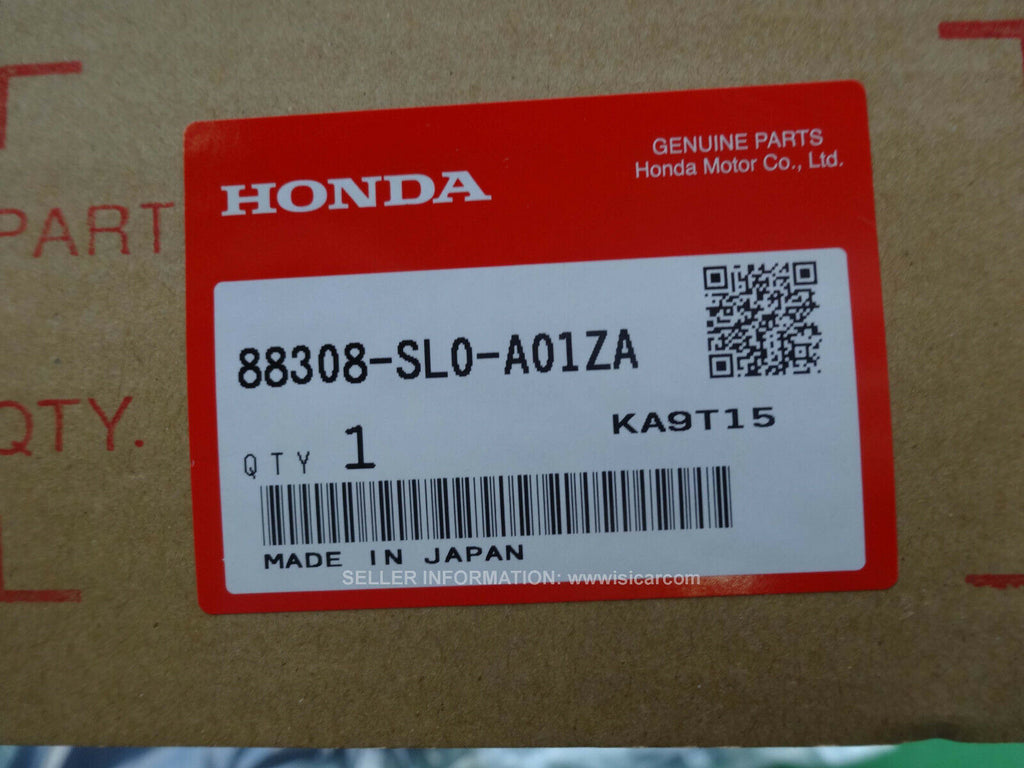 GENUINE PARTS
Honda Motor Co., Ltd.
HONDA
PART
88308-SL0-A01ZA
KA9T15
QTY.
QTY 1
MADE IN JAPAN
SELLER INFORMATION: wwwisicarcom